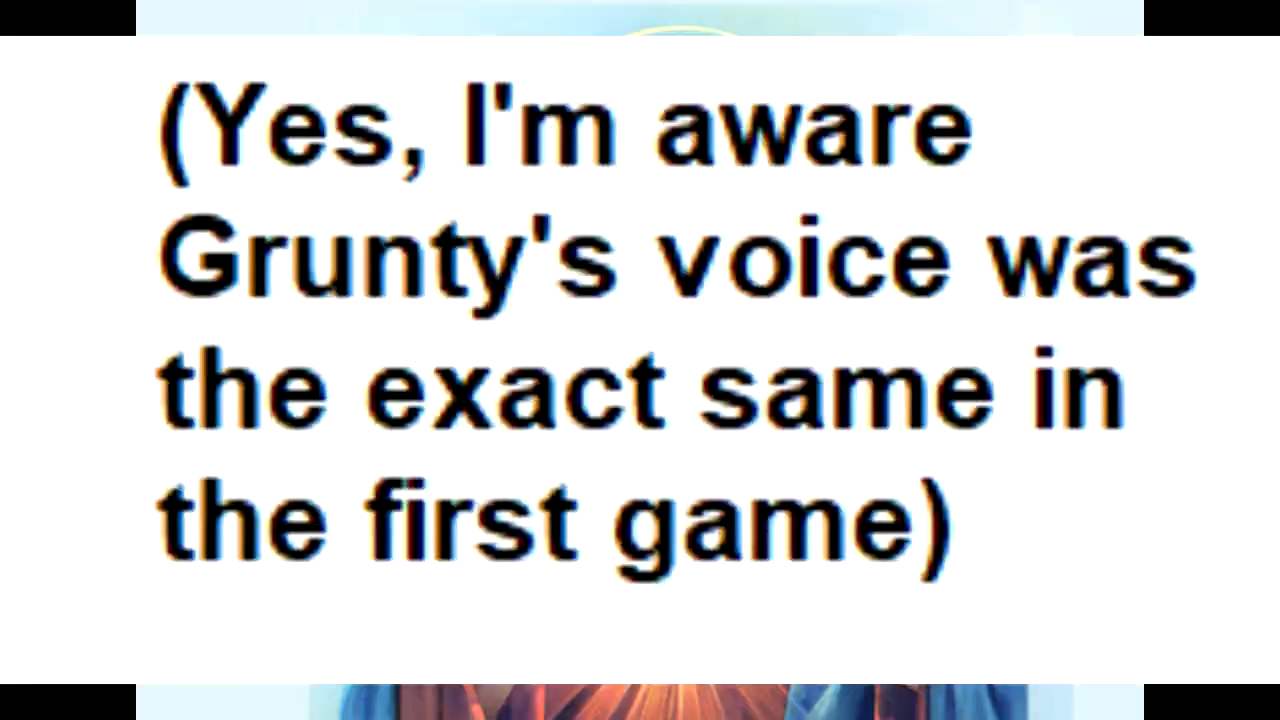 (Yes, I'm aware
Grunty's voice was
the exact same in
the first game)